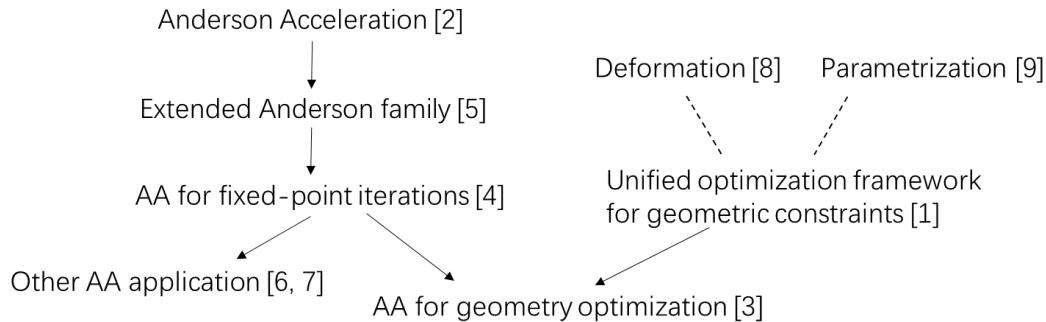 Anderson Acceleration [2]
Deformation [8]
Parametrization [9]
Extended Anderson family [5]
AA for fixed-point iterations [4]
Unified optimization framework
for geometric constraints [1]
Other AA application [6, 7]
AA for geometry optimization [3]